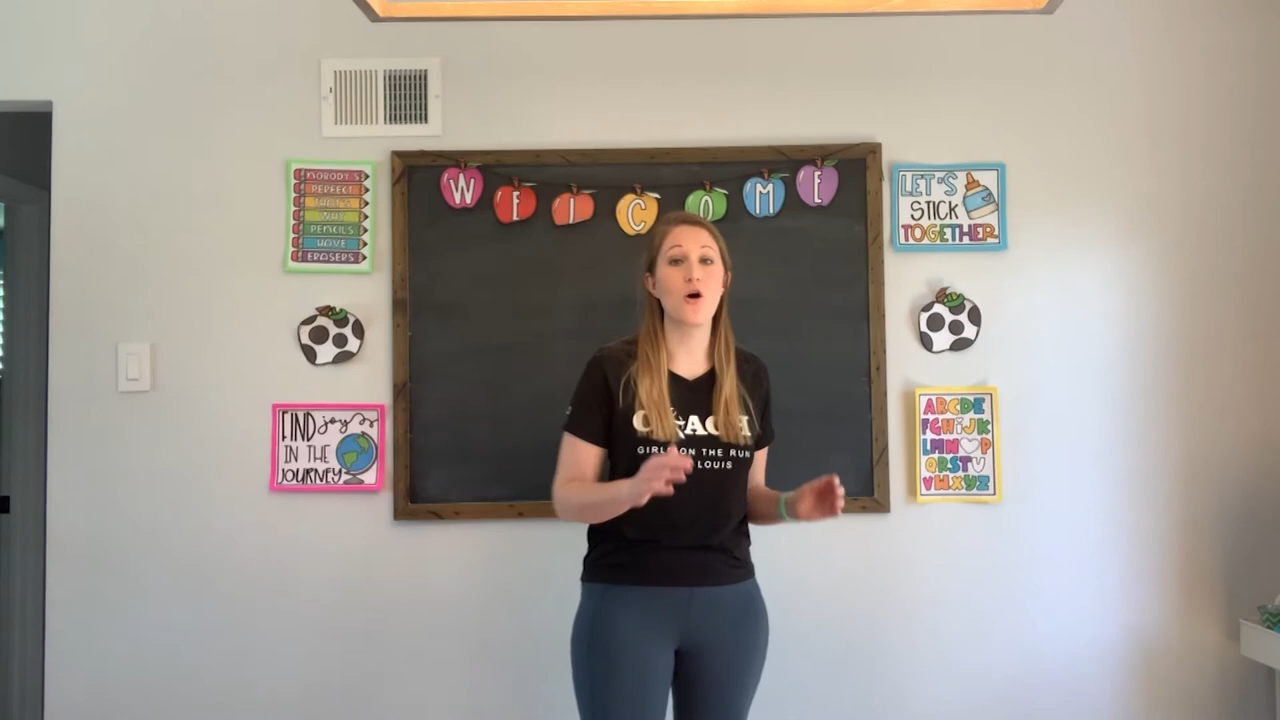 WELCOME
NOBODY'S
PERFECT
THAT'S
WHY
PENCILS
HAVE
ERASERS
LET'S
STICK
TOGETHER
FIND joy
IN THE
JOURNEY
ABCDE
FGHIJK
LMNOP
QRSTU
VWXYZ
COACH
GIRLS ON THE RUN
LOUIS